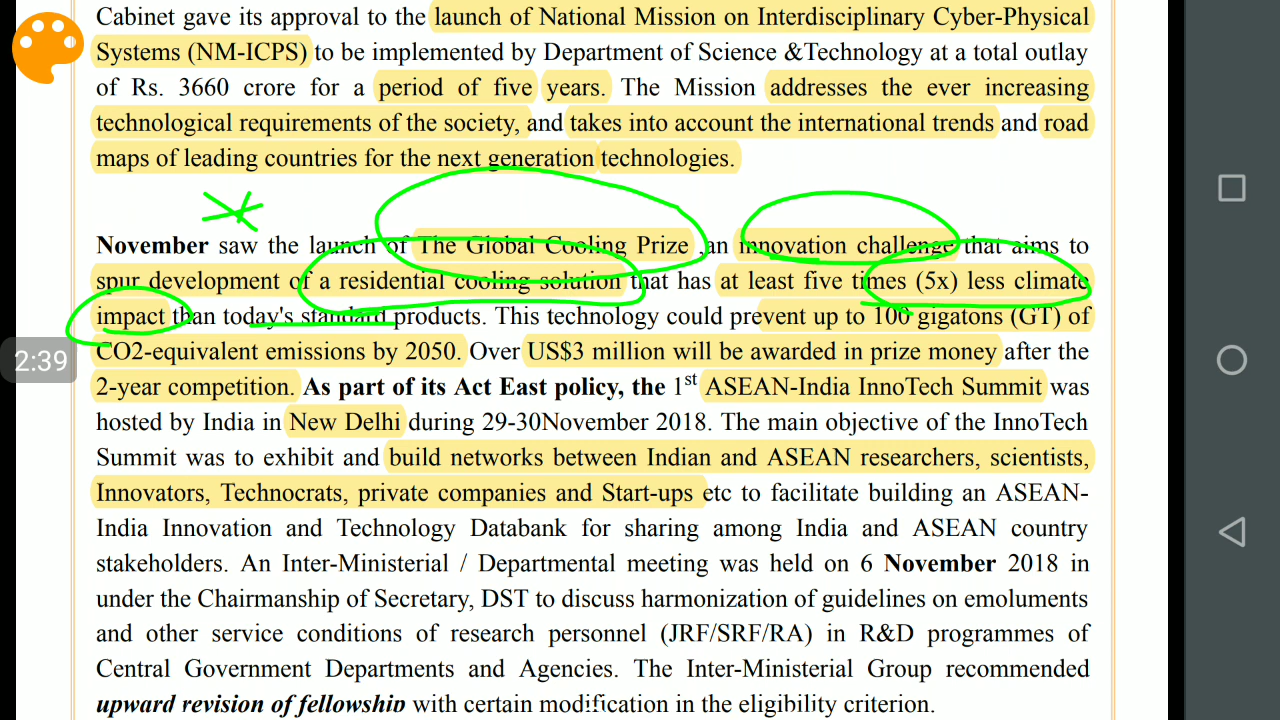 Cabinet gave its approval to the launch of National Mission on Interdisciplinary Cyber-Physical
Systems (NM-ICPS) to be implemented by Department of Science &Technology at a total outlay
of Rs. 3660 crore for a period of five years. The Mission addresses the ever increasing
technological requirements of the society, and takes into account the international trends and road
maps of leading countries for the next generation technologies.
November saw the launch of The Global Cooling Prize ,an innovation challenge that aims to
spur development of a residential cooling solution that has at least five times (5x) less climate
impact than today's standard products. This technology could prevent up to 100 gigatons (GT) of
CO2-equivalent emissions by 2050. Over US$3 million will be awarded in prize money after the
2:39
2-year competition. As part of its Act East policy, the 1st ASEAN-India InnoTech Summit was
hosted by India in New Delhi during 29-30November 2018. The main objective of the InnoTech
Summit was to exhibit and build networks between Indian and ASEAN researchers, scientists,
Innovators, Technocrats, private companies and Start-ups etc to facilitate building an ASEAN-
India Innovation and Technology Databank for sharing among India and ASEAN country
stakeholders. An Inter-Ministerial / Departmental meeting was held on 6 November 2018 in
under the Chairmanship of Secretary, DST to discuss harmonization of guidelines on emoluments
and other service conditions of research personnel (JRF/SRF/RA) in R&D programmes of
Central Government Departments and Agencies. The Inter-Ministerial Group recommended
upward revision of fellowship with certain modification in the eligibility criterion.